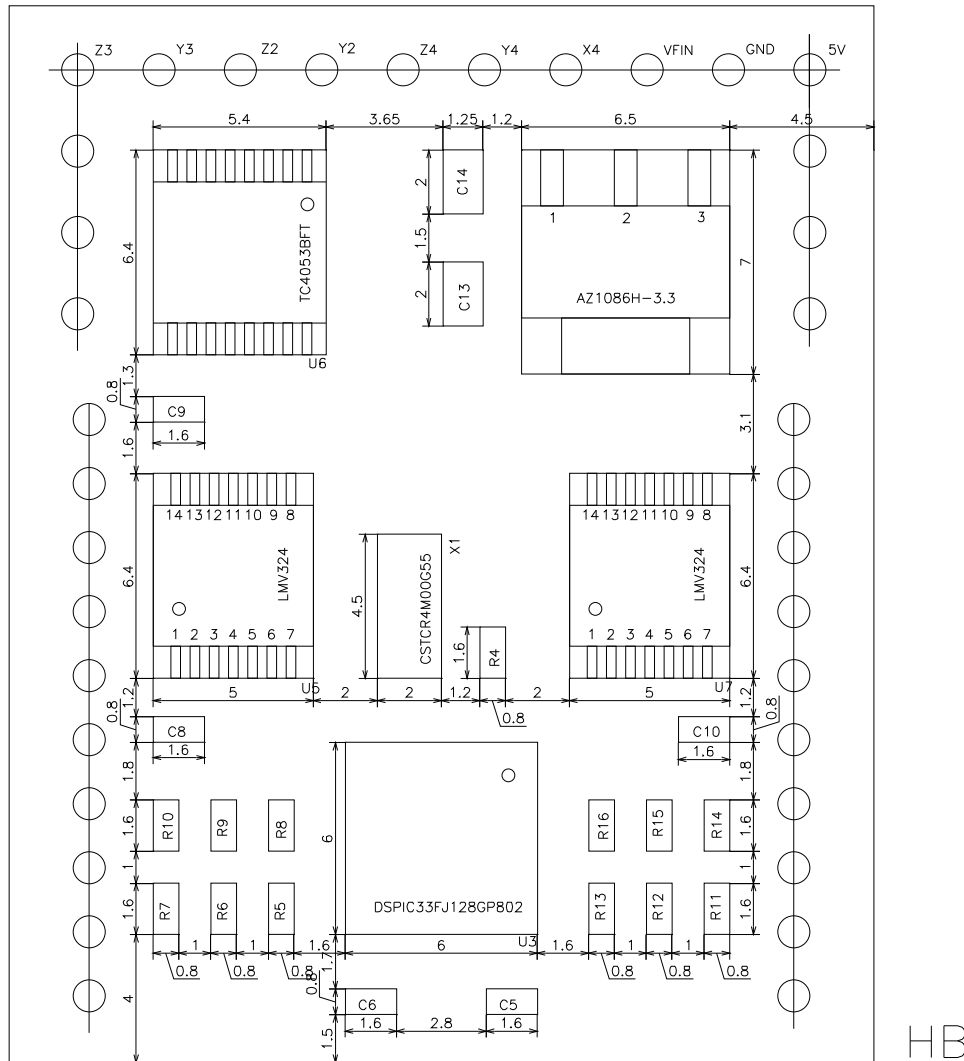 Z3 Y3 Z2 Y2 Z4 Y4 X4 VFIN GND 5V
5.4 3.65 1.25 1.2 6.5 4.5
2 C14
1 2 3
6.4 TC4053BFT 1.5 7
2 C13 AZ1086H-3.3
U6
1.3
0.8 C9
1.6 1.6 3.1
14 13 12 11 10 9 8 14 13 12 11 10 9 8
6.4 LMV324 4.5 CSTCR4M00G55 X1 LMV324 6.4
1 2 3 4 5 6 7 1.6 R4 1 2 3 4 5 6 7
U5 U7
5 2 2 1.2 2 5
1.2 0.8 1.2
0.8 C8 C10 0.8
1.6 1.6
1.8 1.8
1.6 R10 R9 R8 6 R16 R15 R14 1.6
1 1
1.6 R7 R6 R5 DSPIC33FJ128GP802 R13 R12 R11 1.6
U3
1 1 1.6 6 1.6 1 1
0.8 0.8 0.8 1.7 0.8 0.8 0.8
4 0.8 C6 C5
1.6 2.8 1.6
1.5
HB